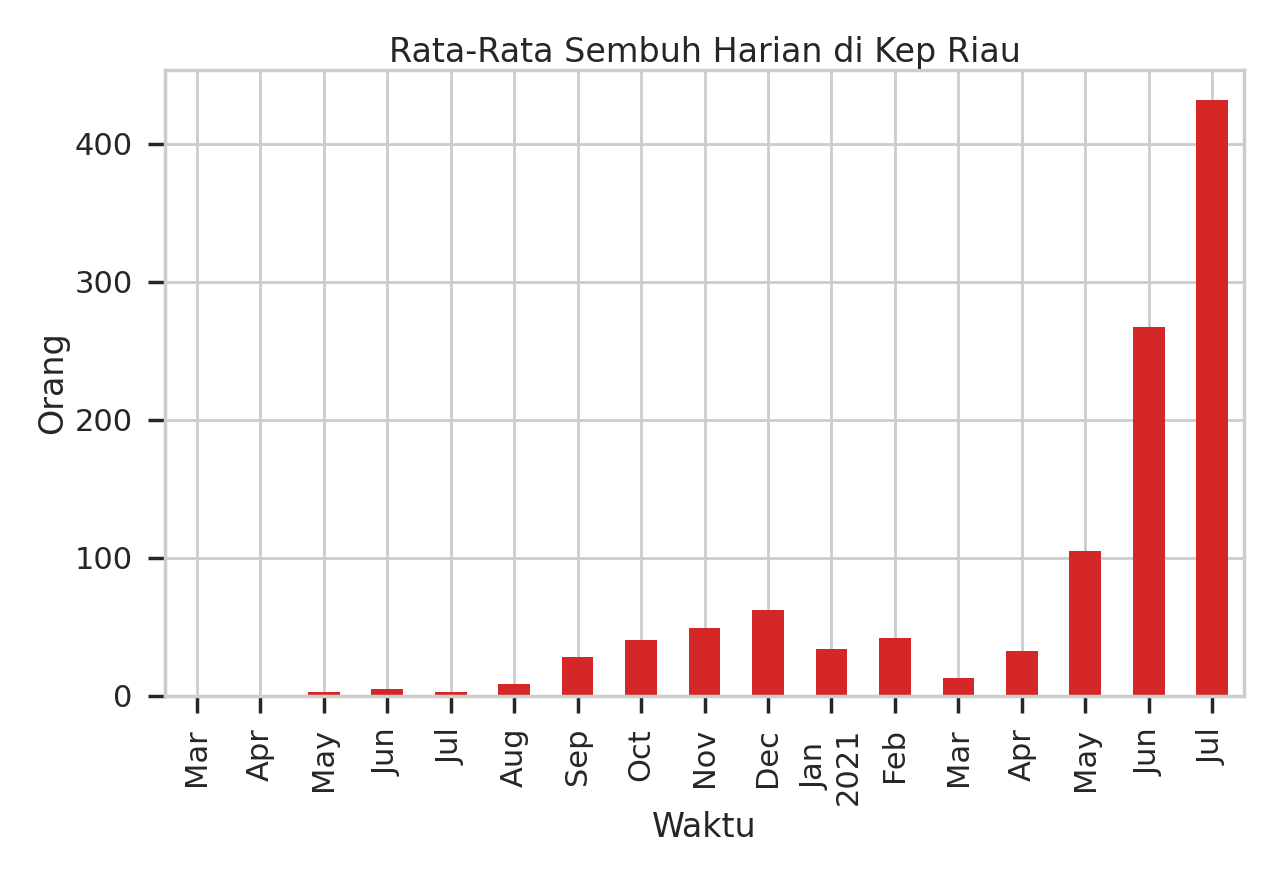 Rata-Rata Sembuh Harian di Kep Riau
Orang
400
300
200
100
0
Mar
Apr
May
Jun
Jul
Aug
Sep
Oct
Nov
Dec
Jan
2021
Feb
Mar
Apr
May
Jun
Jul
Waktu